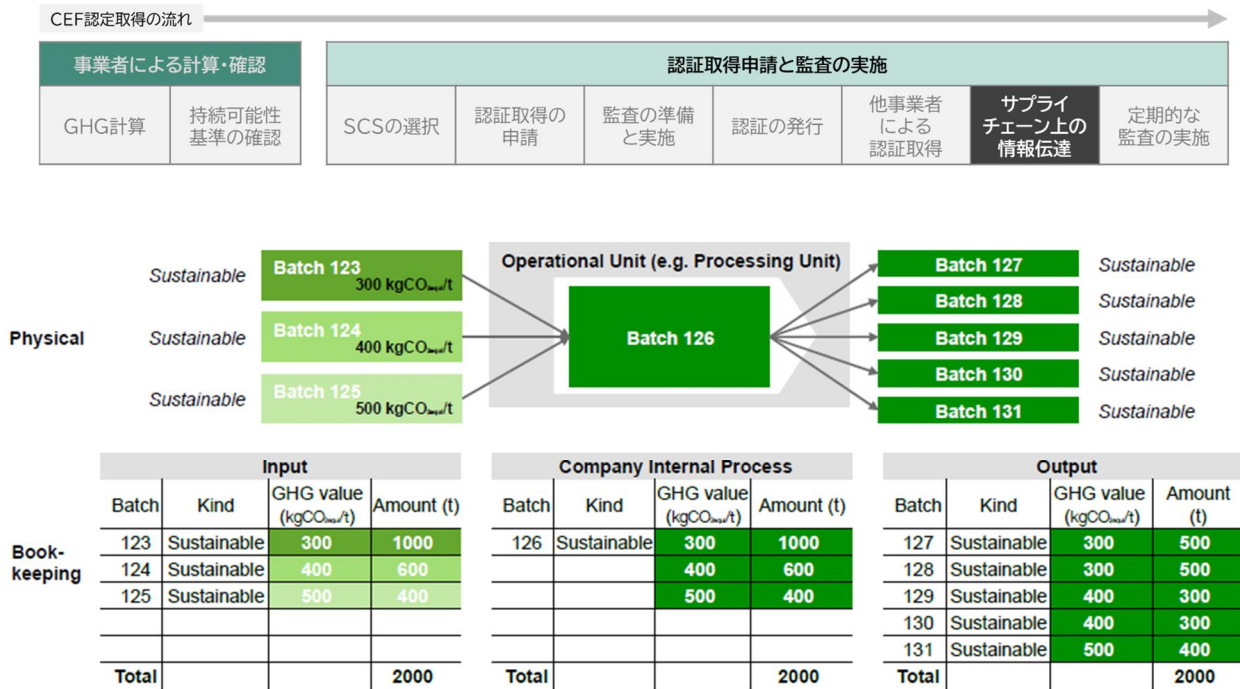 CEF認定取得の流れ
事業者による計算・確認
認証取得申請と監査の実施
GHG計算
持続可能性
基準の確認
SCSの選択
認証取得の
申請
監査の準備
と実施
認証の発行
他事業者
による
認証取得
サプライ
チェーン上の
情報伝達
定期的な
監査の実施
Physical
Sustainable
Batch 123
300 kgCO₂equi/t
Sustainable
Batch 124
400 kgCO₂equi/t
Sustainable
Batch 125
500 kgCO₂equi/t
Operational Unit (e.g. Processing Unit)
Batch 126
Batch 127 Sustainable
Batch 128 Sustainable
Batch 129 Sustainable
Batch 130 Sustainable
Batch 131 Sustainable
Book-
keeping
Input
Batch Kind GHG value (kgCO₂equi/t) Amount (t)
123 Sustainable 300 1000
124 Sustainable 400 600
125 Sustainable 500 400
Total 2000
Company Internal Process
Batch Kind GHG value (kgCO₂equi/t) Amount (t)
126 Sustainable 300 1000
400 600
500 400
Total 2000
Output
Batch Kind GHG value (kgCO₂equi/t) Amount (t)
127 Sustainable 300 500
128 Sustainable 300 500
129 Sustainable 400 300
130 Sustainable 400 300
131 Sustainable 500 400
Total 2000